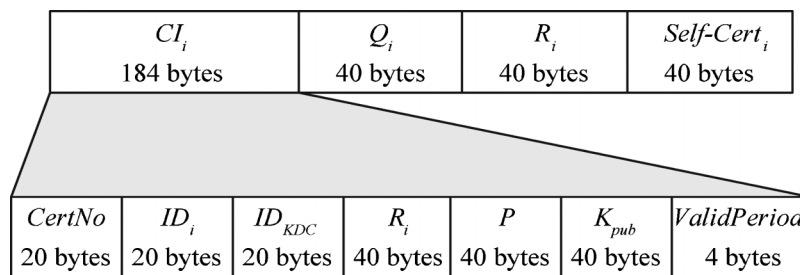 CI_i Q_i R_i Self-Cert_i
184 bytes 40 bytes 40 bytes 40 bytes
CertNo ID_i ID_KDC R_i P K_pub ValidPeriod
20 bytes 20 bytes 20 bytes 40 bytes 40 bytes 40 bytes 4 bytes